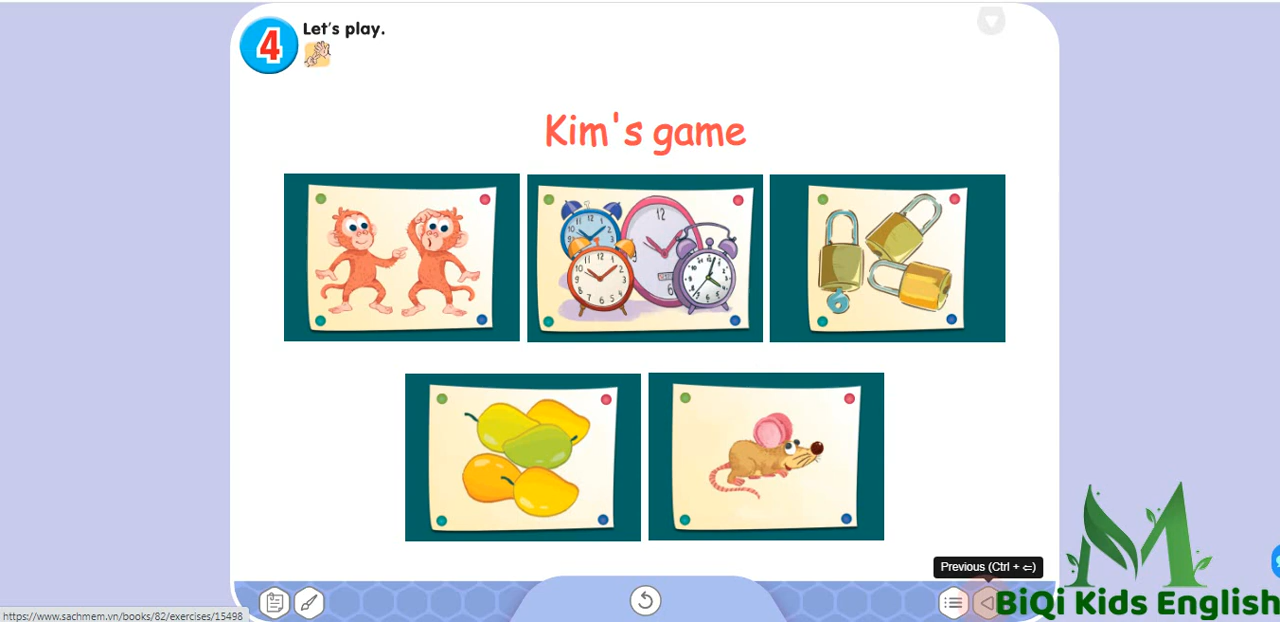 4
Let's play.
Kim's game
Previous (Ctrl + ⇐)
BiQi Kids English
https://www.sachmem.vn/books/82/exercises/15498